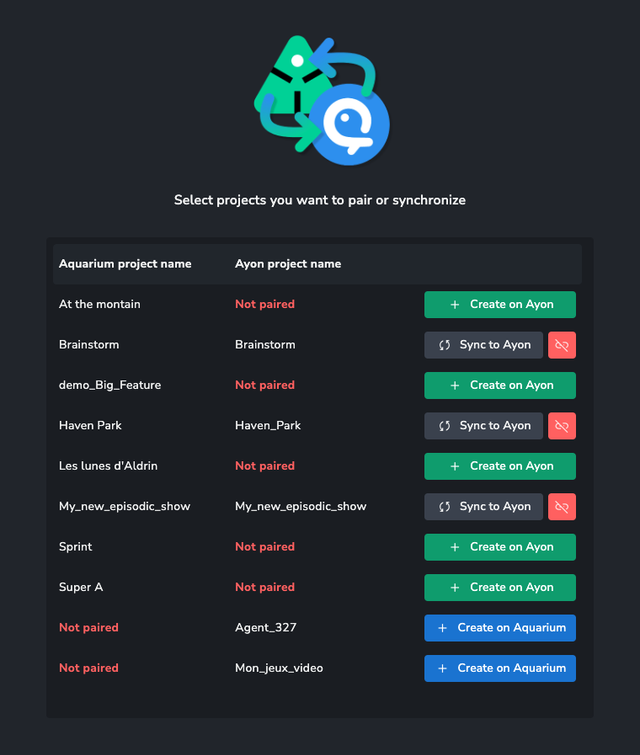 Select projects you want to pair or synchronize
Aquarium project name Ayon project name
At the montain Not paired + Create on Ayon
Brainstorm Brainstorm Sync to Ayon
demo_Big_Feature Not paired + Create on Ayon
Haven Park Haven_Park Sync to Ayon
Les lunes d'Aldrin Not paired + Create on Ayon
My_new_episodic_show My_new_episodic_show Sync to Ayon
Sprint Not paired + Create on Ayon
Super A Not paired + Create on Ayon
Not paired Agent_327 + Create on Aquarium
Not paired Mon_jeux_video + Create on Aquarium